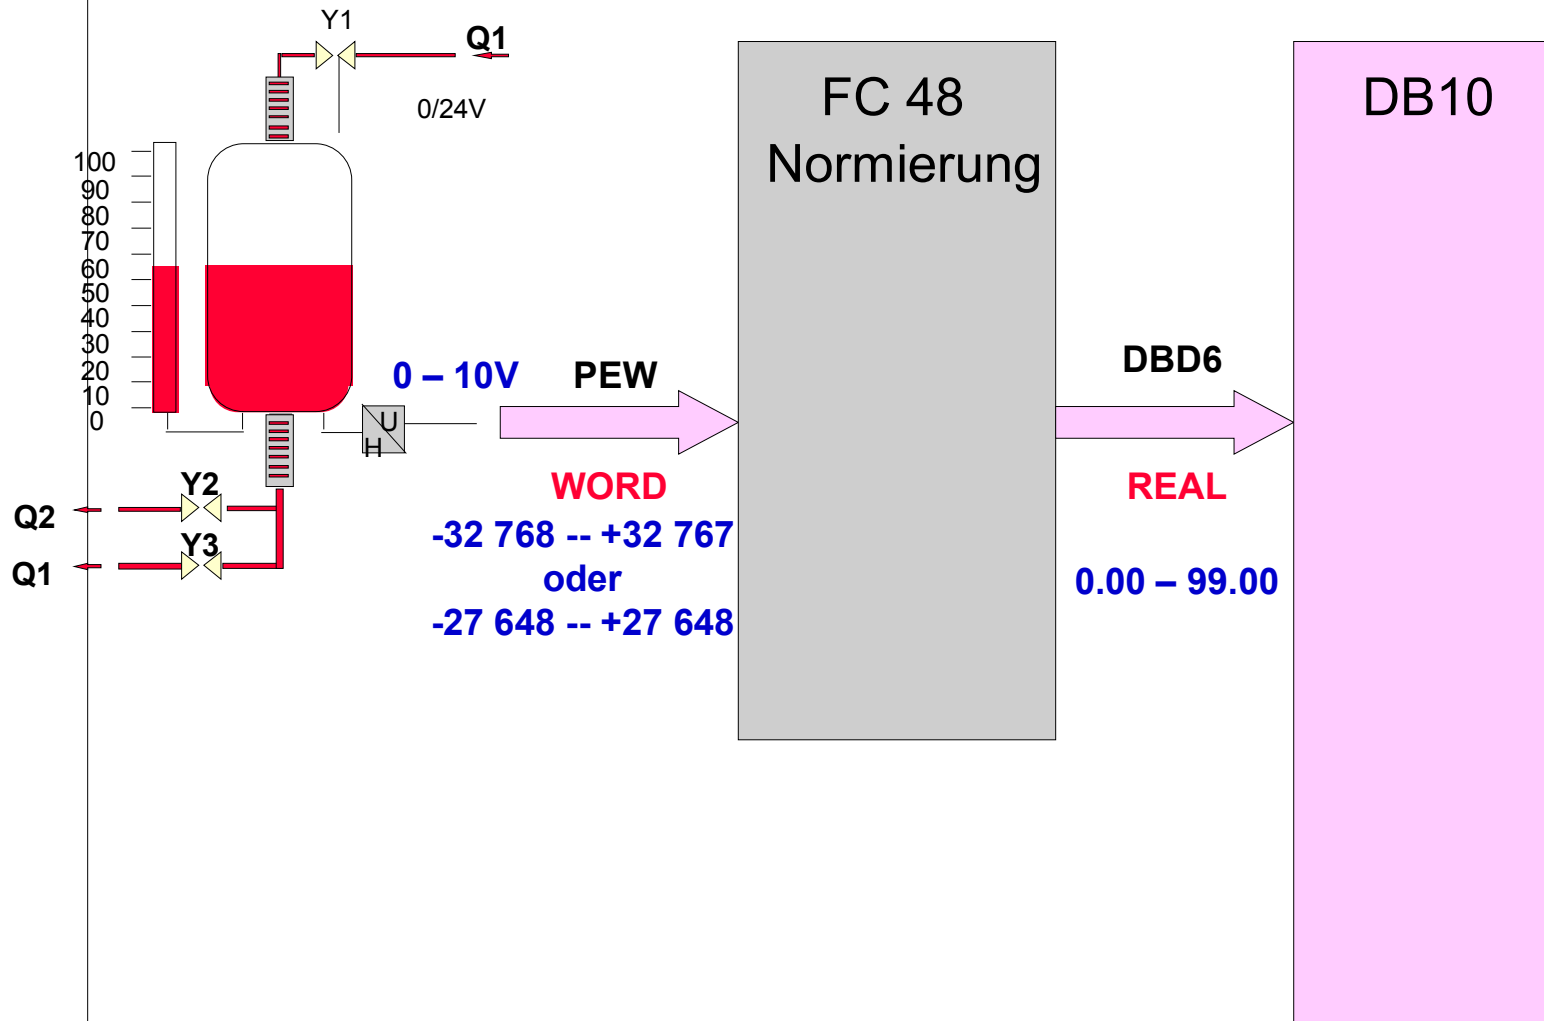 Y1
Q1
0/24V
100
90
80
70
60
50
40
30
20
10
0
0 – 10V
U
H
Y2
Q2
Y3
Q1
PEW
WORD
-32 768 -- +32 767
oder
-27 648 -- +27 648
FC 48
Normierung
DBD6
REAL
0.00 – 99.00
DB10